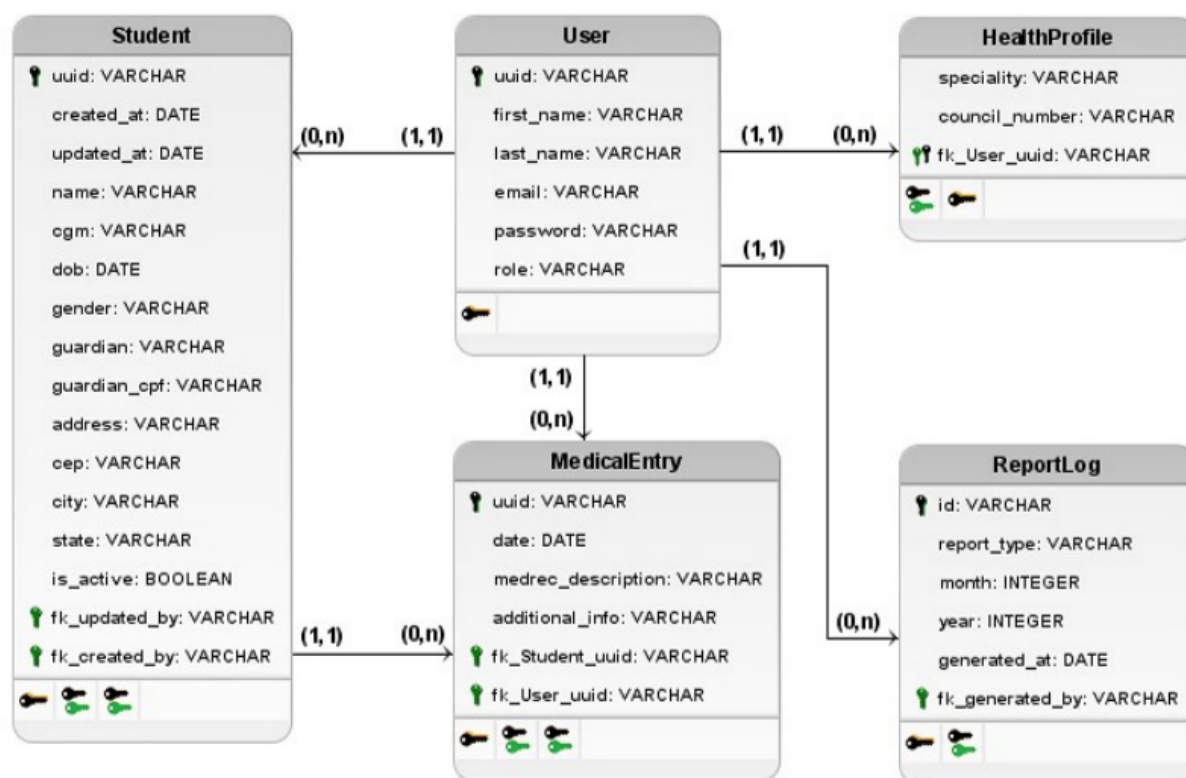 Student
uuid: VARCHAR
created_at: DATE
updated_at: DATE
name: VARCHAR
cgm: VARCHAR
dob: DATE
gender: VARCHAR
guardian: VARCHAR
guardian_cpf: VARCHAR
address: VARCHAR
cep: VARCHAR
city: VARCHAR
state: VARCHAR
is_active: BOOLEAN
fk_updated_by: VARCHAR
fk_created_by: VARCHAR
(0,n)
(1,1)
User
uuid: VARCHAR
first_name: VARCHAR
last_name: VARCHAR
email: VARCHAR
password: VARCHAR
role: VARCHAR
(1,1)
(0,n)
HealthProfile
speciality: VARCHAR
council_number: VARCHAR
fk_User_uuid: VARCHAR
(1,1)
(1,1)
(0,n)
(1,1)
(0,n)
MedicalEntry
uuid: VARCHAR
date: DATE
medrec_description: VARCHAR
additional_info: VARCHAR
fk_Student_uuid: VARCHAR
fk_User_uuid: VARCHAR
(0,n)
ReportLog
id: VARCHAR
report_type: VARCHAR
month: INTEGER
year: INTEGER
generated_at: DATE
fk_generated_by: VARCHAR